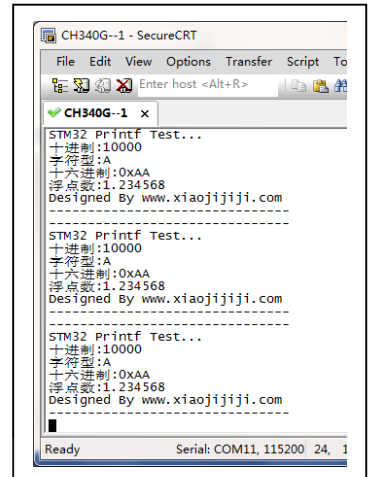 CH340G--1 - SecureCRT
File Edit View Options Transfer Script To
Enter host <Alt+R>
CH340G--1 x
STM32 Printf Test...
十进制:10000
字符型:A
十六进制:0xAA
浮点数:1.234568
Designed By www.xiaojijiji.com
-------------------------------
-------------------------------
STM32 Printf Test...
十进制:10000
字符型:A
十六进制:0xAA
浮点数:1.234568
Designed By www.xiaojijiji.com
-------------------------------
-------------------------------
STM32 Printf Test...
十进制:10000
字符型:A
十六进制:0xAA
浮点数:1.234568
Designed By www.xiaojijiji.com
-------------------------------
Ready Serial: COM11, 115200 24, 1